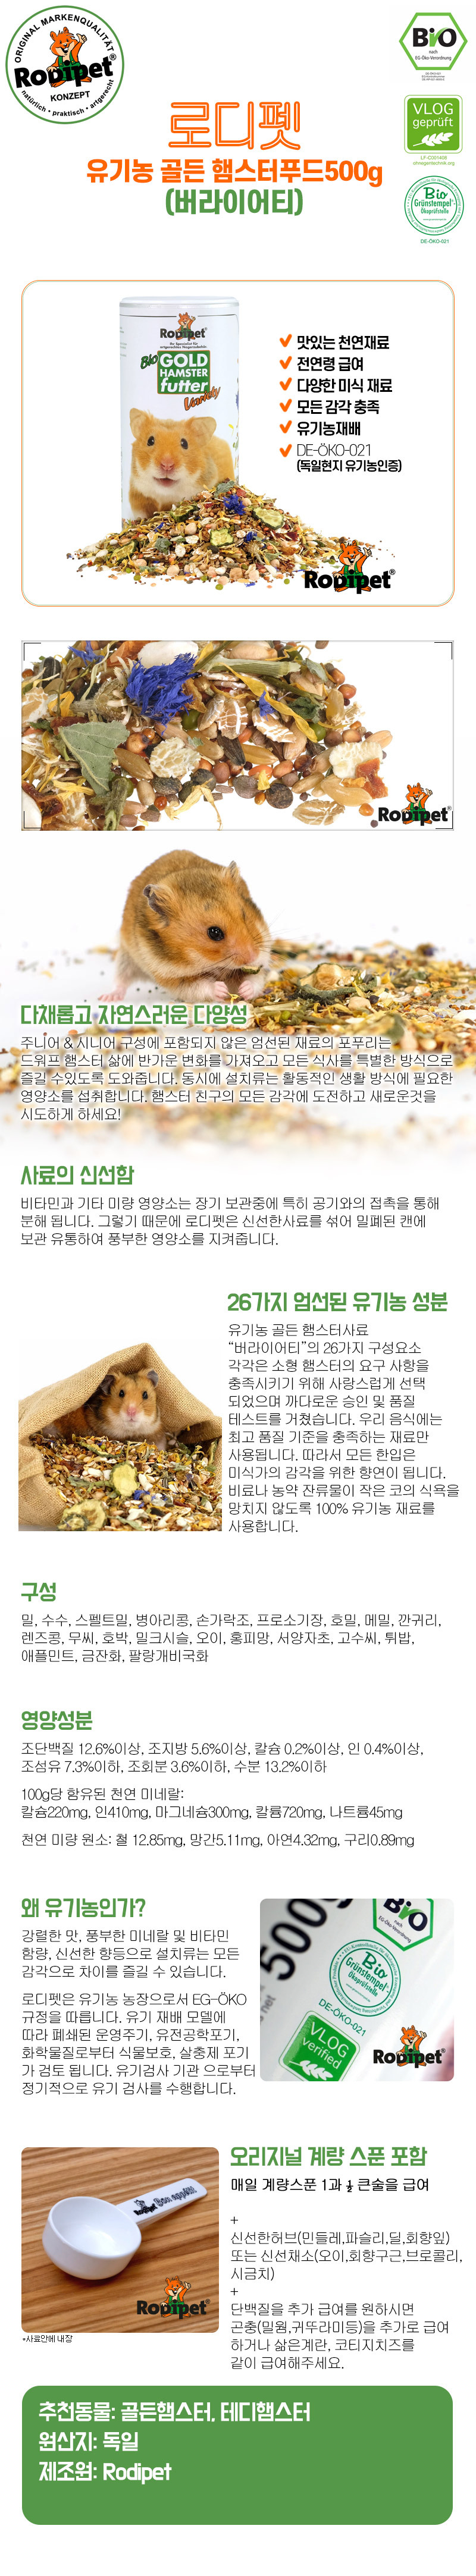 ORIGINAL MARKENQUALITÄT
Rodipet®
KONZEPT
natürlich • praktisch • artgerecht
BiO
nach
EG-Öko-Verordnung
VLOG
geprüft
ohnegentechnik.org
Bio
Grünstempel®
Ökoprüfstelle
DE-ÖKO-021
로디펫
유기농 골든 햄스터푸드500g
(버라이어티)
Rodipet®
Bio
GOLD
HAMSTER
futter
Variety
맛있는 천연재료
전연령 급여
다양한 미식 재료
모든 감각 충족
유기농재배
DE-ÖKO-021
(독일현지 유기농인증)
Rodipet®
Rodipet®
다채롭고 자연스러운 다양성
주니어 & 시니어 구성에 포함되지 않은 엄선된 재료의 포푸리는
드워프 햄스터 삶에 반가운 변화를 가져오고 모든 식사를 특별한 방식으로
즐길 수있도록 도와줍니다. 동시에 설치류는 활동적인 생활 방식에 필요한
영양소를 섭취합니다. 햄스터 친구의 모든 감각에 도전하고 새로운것을
시도하게 하세요!
사료의 신선함
비타민과 기타 미량 영양소는 장기 보관중에 특히 공기와의 접촉을 통해
분해 됩니다. 그렇기 때문에 로디펫은 신선한사료를 섞어 밀폐된 캔에
보관 유통하여 풍부한 영양소를 지켜줍니다.
26가지 엄선된 유기농 성분
유기농 골든 햄스터사료
“버라이어티”의 26가지 구성요소
각각은 소형 햄스터의 요구 사항을
충족시키기 위해 사랑스럽게 선택
되었으며 까다로운 승인 및 품질
테스트를 거쳤습니다. 우리 음식에는
최고 품질 기준을 충족하는 재료만
사용됩니다. 따라서 모든 한입은
미식가의 감각을 위한 향연이 됩니다.
비료나 농약 잔류물이 작은 코의 식욕을
망치지 않도록 100% 유기농 재료를
사용합니다.
구성
밀, 수수, 스펠트밀, 병아리콩, 손가락조, 프로소기장, 호밀, 메밀, 깐귀리,
렌즈콩, 무씨, 호박, 밀크시슬, 오이, 홍피망, 서양자초, 고수씨, 튀밥,
애플민트, 금잔화, 팔랑개비국화
영양성분
조단백질 12.6%이상, 조지방 5.6%이상, 칼슘 0.2%이상, 인 0.4%이상,
조섬유 7.3%이하, 조회분 3.6%이하, 수분 13.2%이하
100g당 함유된 천연 미네랄:
칼슘220mg, 인410mg, 마그네슘300mg, 칼륨720mg, 나트륨45mg
천연 미량 원소: 철 12.85mg, 망간5.11mg, 아연4.32mg, 구리0.89mg
왜 유기농인가?
강렬한 맛, 풍부한 미네랄 및 비타민
함량, 신선한 향등으로 설치류는 모든
감각으로 차이를 즐길 수 있습니다.
로디펫은 유기농 농장으로서 EG-ÖKO
규정을 따릅니다. 유기 재배 모델에
따라 폐쇄된 운영주기, 유전공학포기,
화학물질로부터 식물보호, 살충제 포기
가 검토 됩니다. 유기검사 기관 으로부터
정기적으로 유기 검사를 수행합니다.
500g
BiO
nach
EG-Öko-Verordnung
Bio
Grünstempel®
Ökoprüfstelle
DE-ÖKO-021
VLOG
verified
Rodipet®
Bon appétit!
Rodipet®
*사료안에 내장
오리지널 계량 스푼 포함
매일 계량스푼 1과 ½ 큰술을 급여
+
신선한허브(민들레,파슬리,딜,회향잎)
또는 신선채소(오이,회향구근,브로콜리,
시금치)
+
단백질을 추가 급여를 원하시면
곤충(밀웜,귀뚜라미등)을 추가로 급여
하거나 삶은계란, 코티지치즈를
같이 급여해주세요.
추천동물: 골든햄스터, 테디햄스터
원산지: 독일
제조원: Rodipet